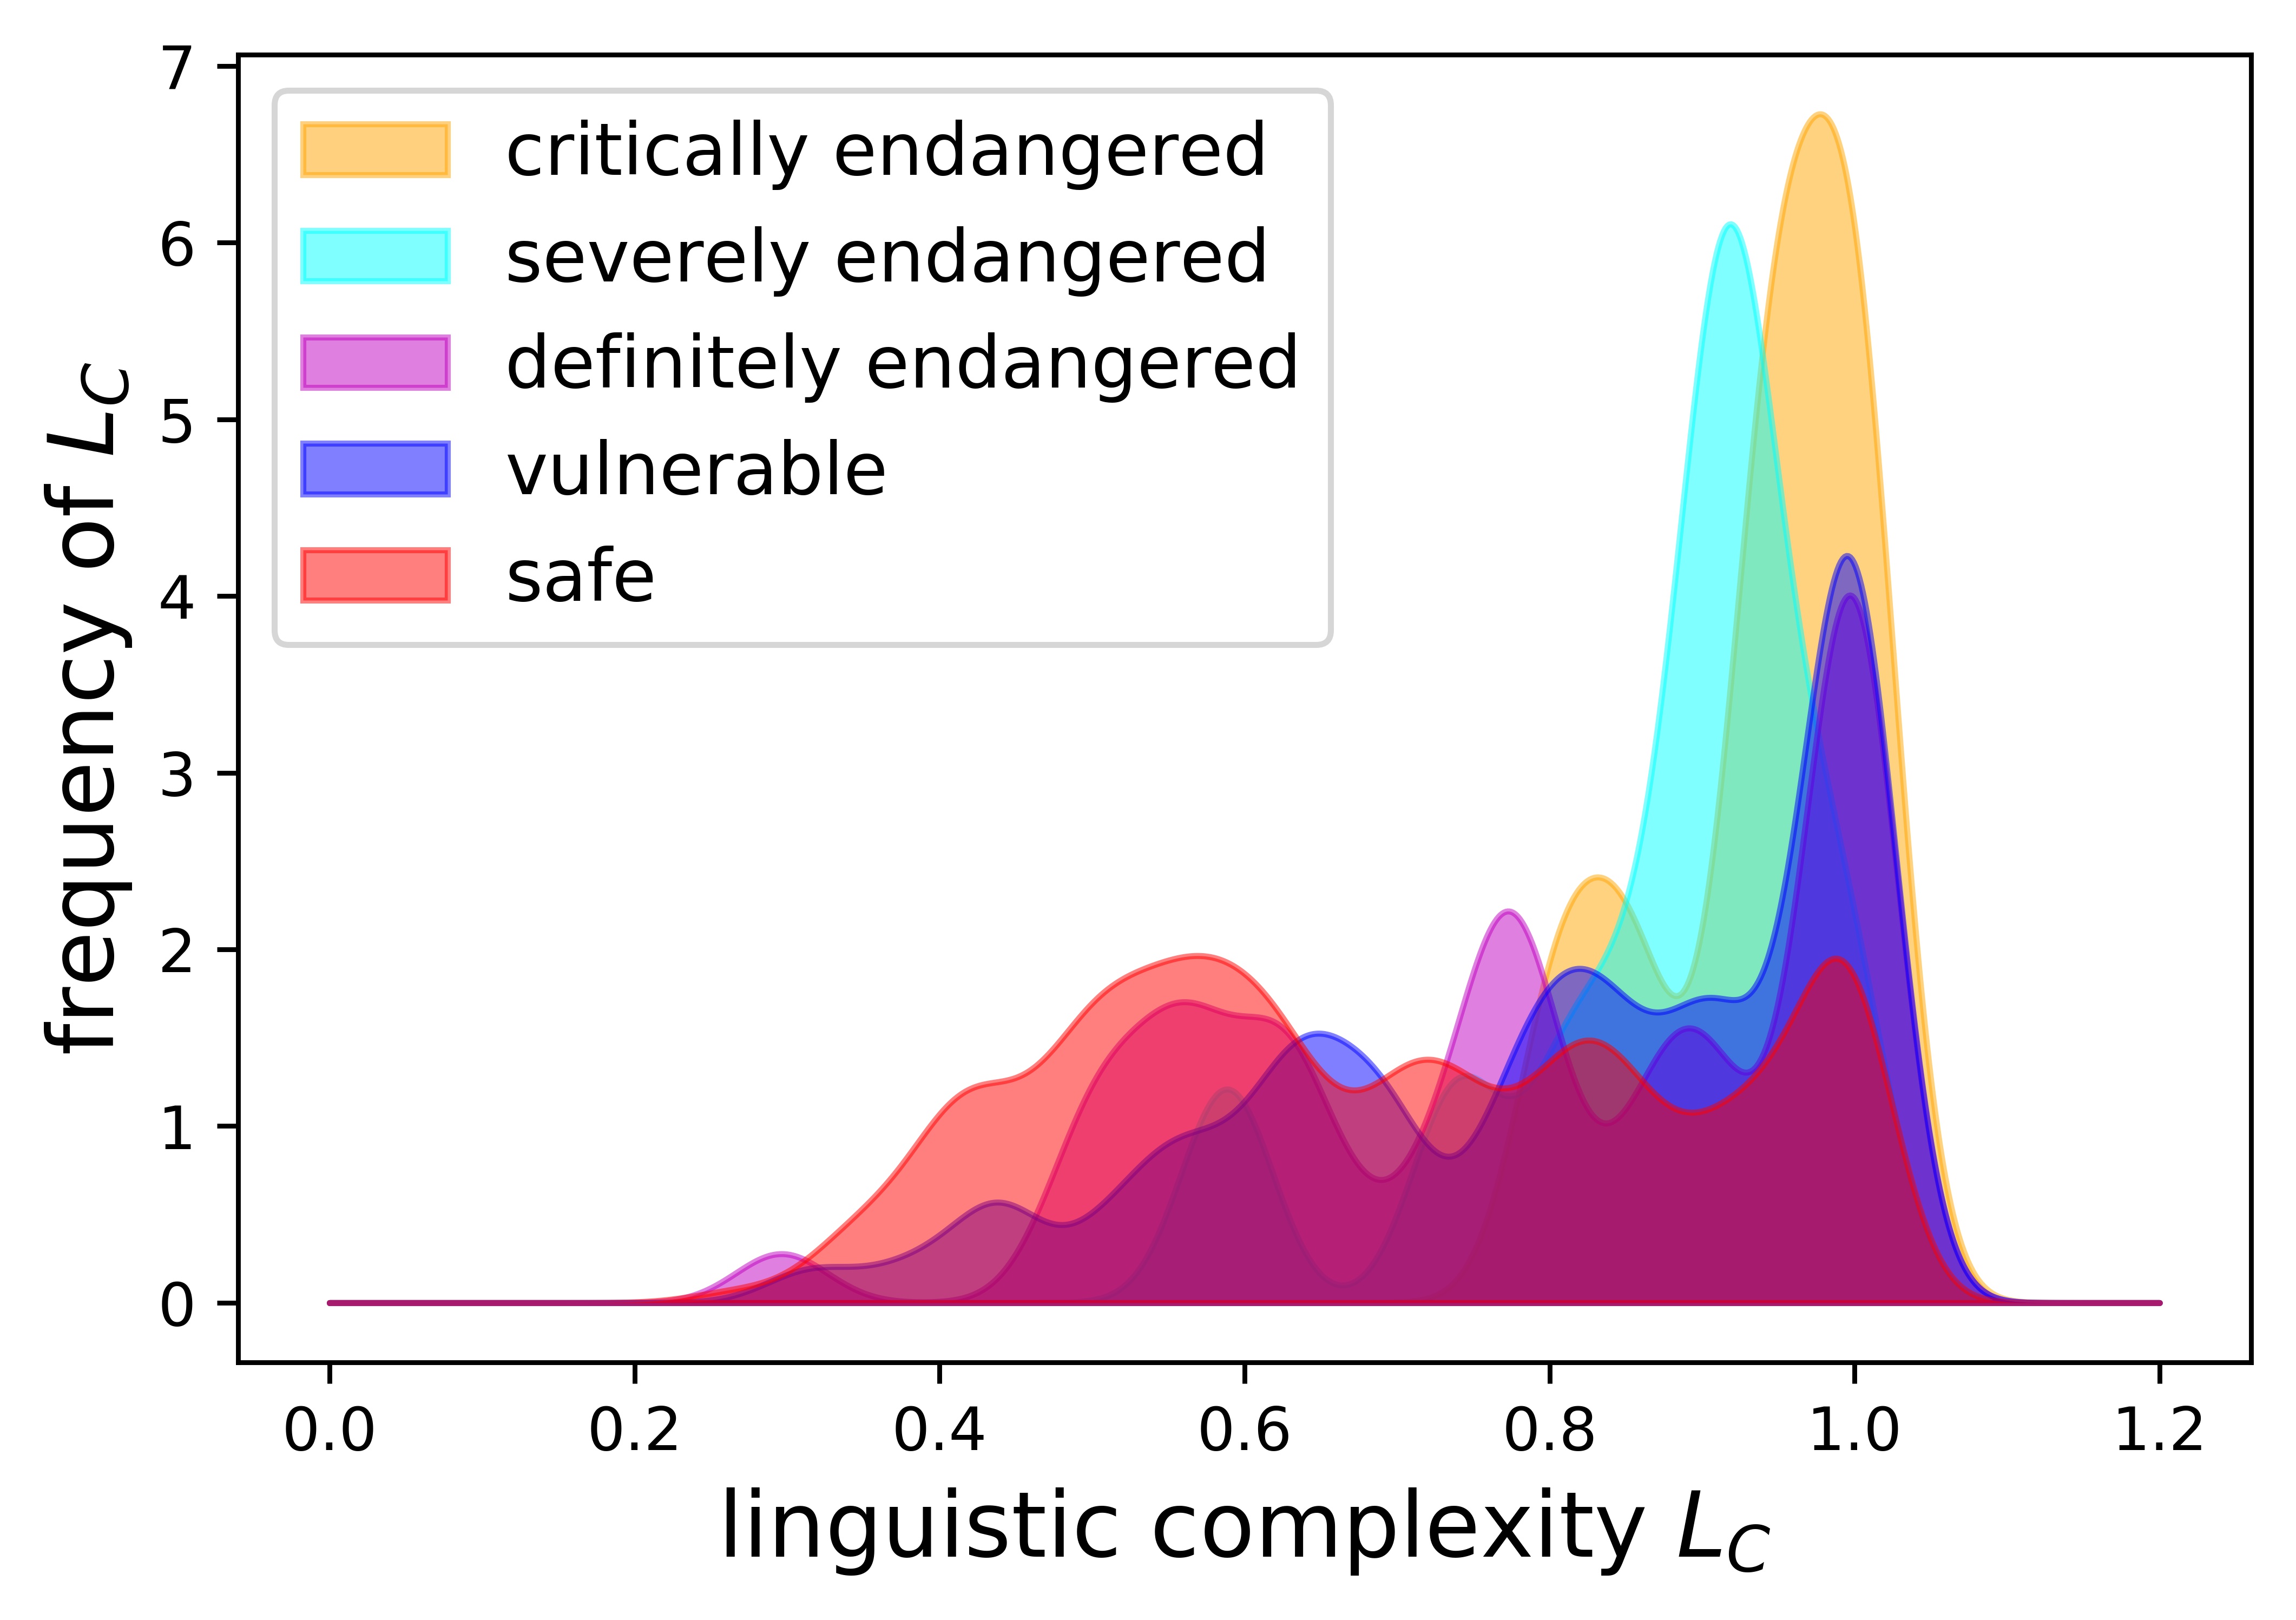 critically endangered
severely endangered
definitely endangered
vulnerable
safe
frequency of L_C
7
6
5
4
3
2
1
0
0.0 0.2 0.4 0.6 0.8 1.0 1.2
linguistic complexity L_C